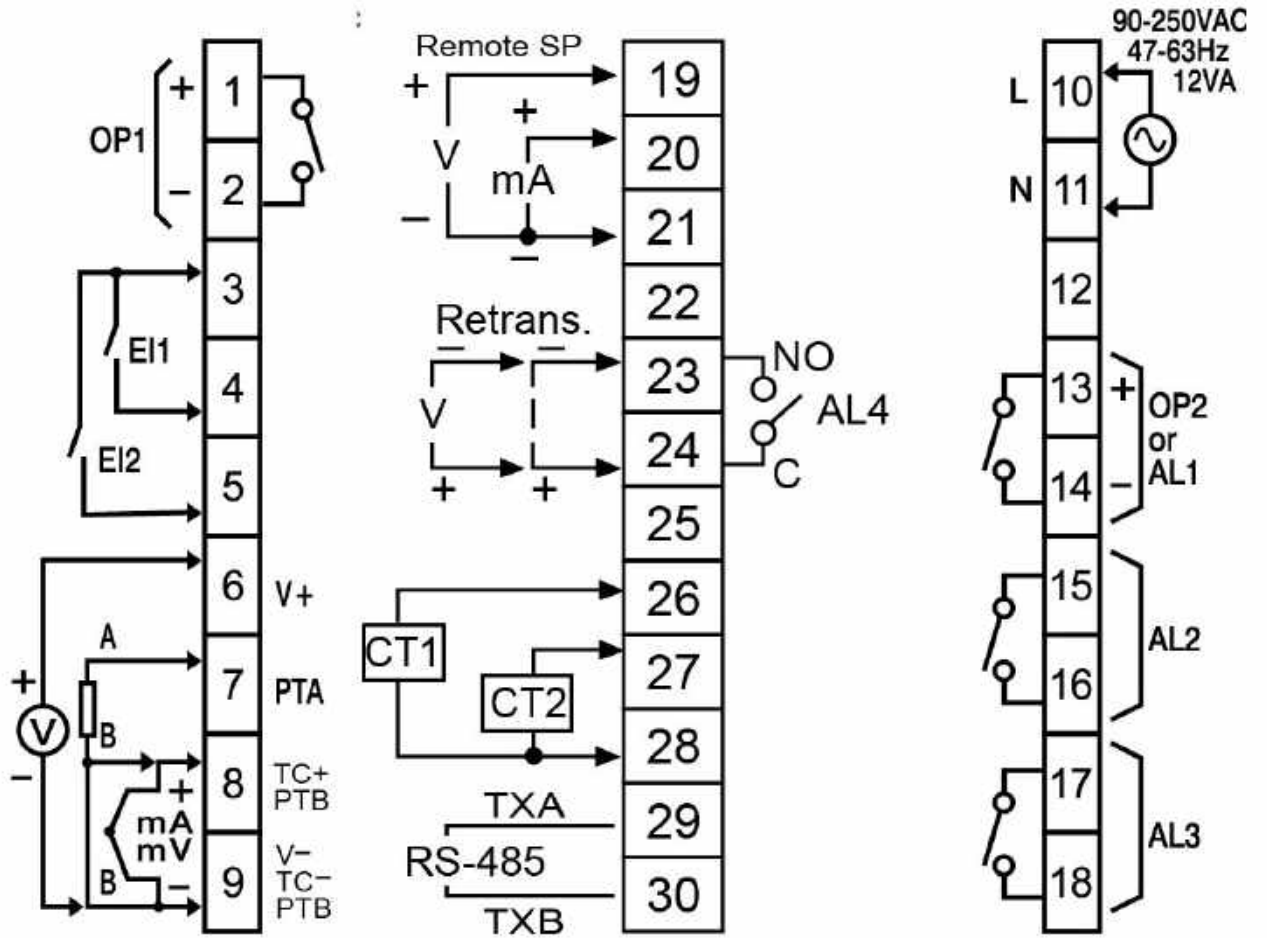 :
OP1
+
−
1
2
3
4
5
6
7
8
9
EI1
EI2
V+
PTA
TC+
PTB
V−
TC−
PTB
+
V
−
A
B
+
mA
mV
B
−
Remote SP
+
V
−
+
mA
−
Retrans.
− −
V I
+ +
CT1
CT2
TXA
RS-485
TXB
19
20
21
22
23
24
25
26
27
28
29
30
NO
AL4
C
90-250VAC
47-63Hz
12VA
L
N
10
11
12
13
14
15
16
17
18
+
−
OP2
or
AL1
AL2
AL3